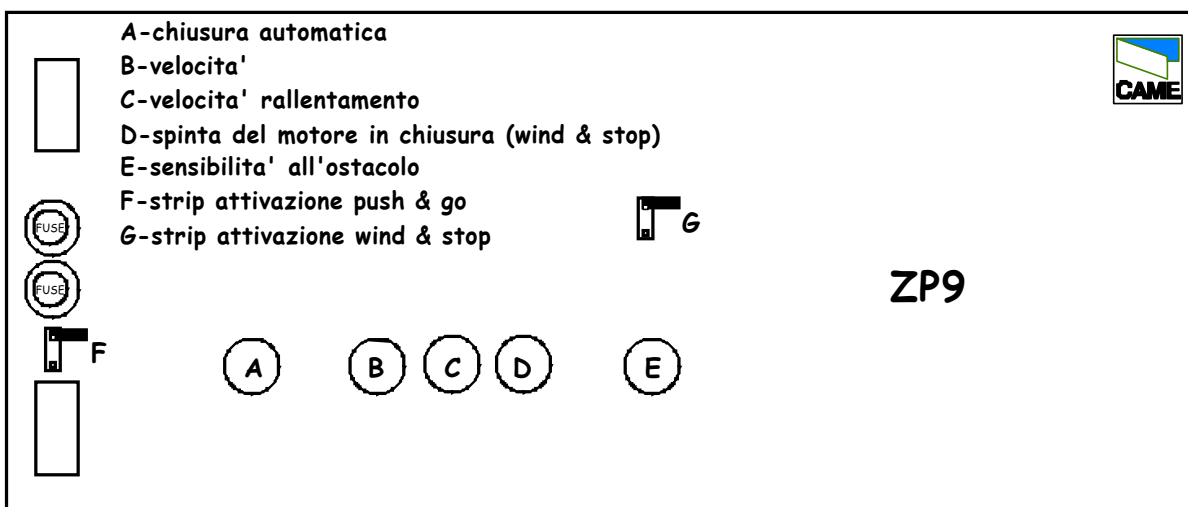 A-chiusura automatica
B-velocita'
C-velocita' rallentamento
D-spinta del motore in chiusura (wind & stop)
E-sensibilita' all'ostacolo
F-strip attivazione push & go
G-strip attivazione wind & stop
CAME
G
FUSE
FUSE
ZP9
F
A B C D E